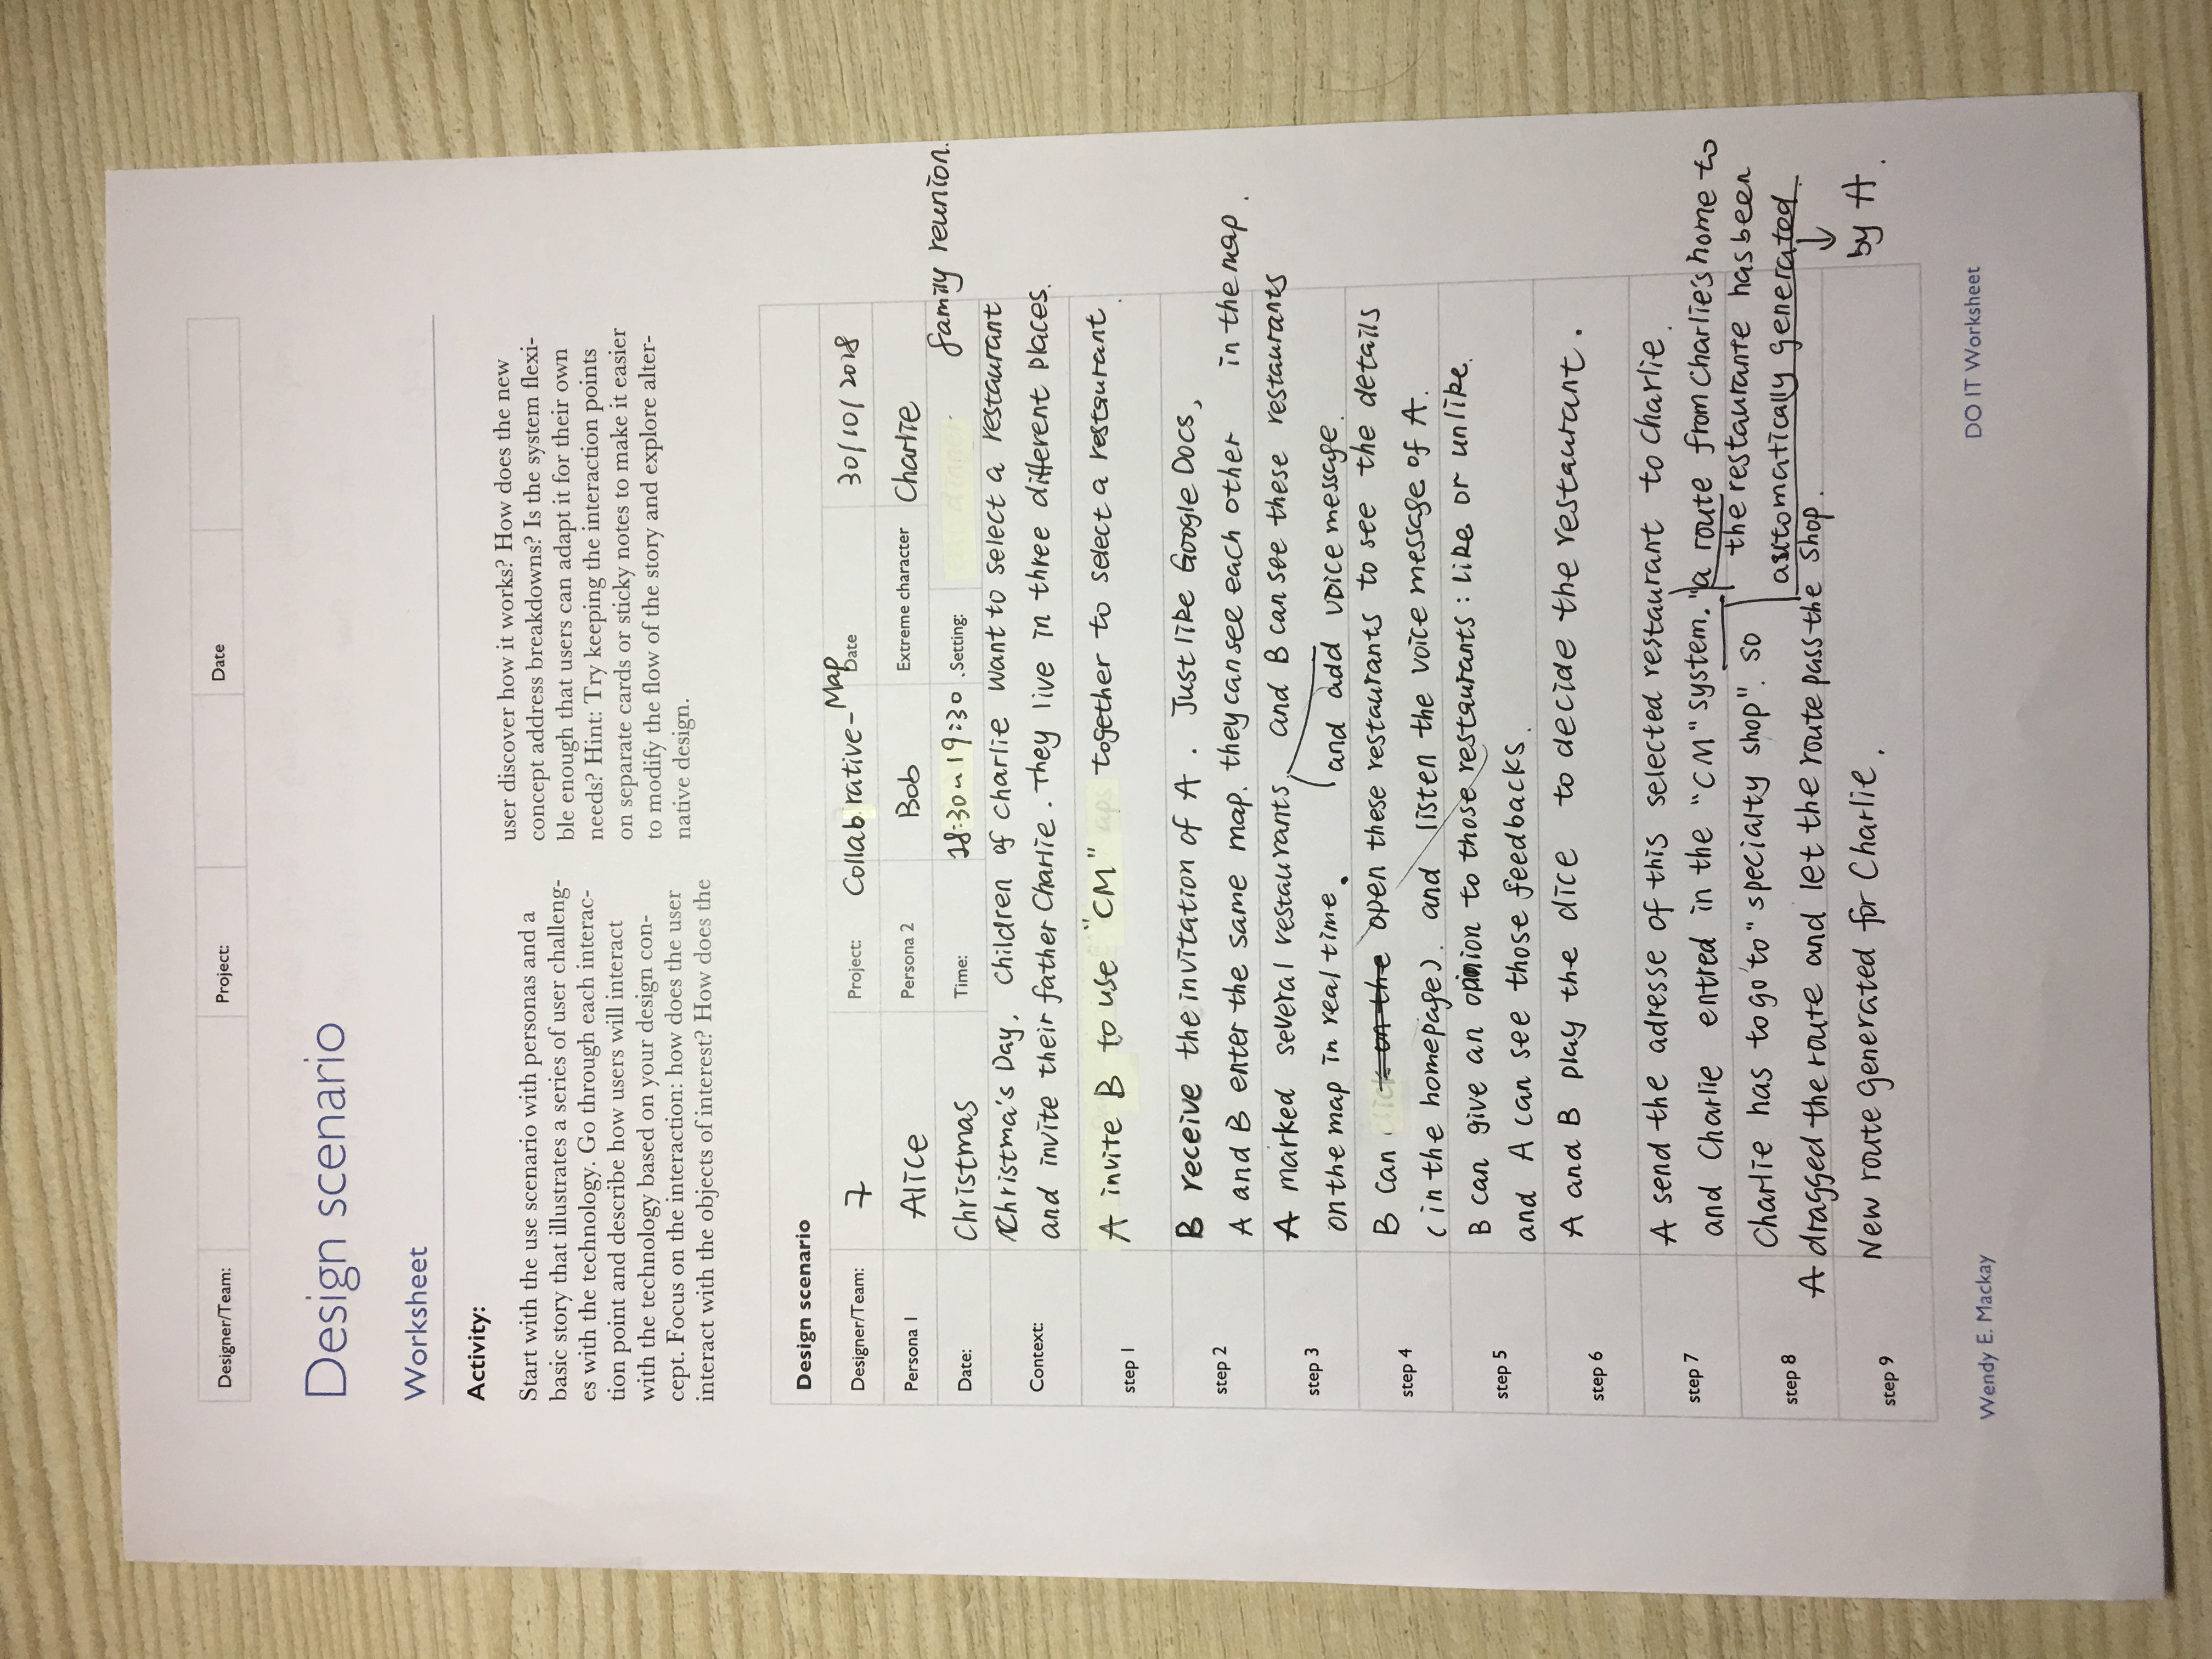 Designer/Team: Project: Date
Design scenario
Worksheet
Activity:
Start with the use scenario with personas and a
basic story that illustrates a series of user challeng-
es with the technology. Go through each interac-
tion point and describe how users will interact
with the technology based on your design con-
cept. Focus on the interaction: how does the user
interact with the objects of interest? How does the
user discover how it works? How does the new
concept address breakdowns? Is the system flexi-
ble enough that users can adapt it for their own
needs? Hint: Try keeping the interaction points
on separate cards or sticky notes to make it easier
to modify the flow of the story and explore alter-
native design.
Design scenario
Designer/Team: 7 Project: Collab rative-Map Date 30/10/2018
Persona 1 Alice Persona 2 Bob Extreme character Charlie
Date: Christmas Time: 18:30~19:30 Setting: family reunion.
Context: Christma's Day, Children of charlie want to select a restaurant
and invite their father Charlie. They live in three different places.
step 1 A invite B to use "CM" together to select a restaurant.
step 2 B receive the invitation of A. Just like Google Docs,
A and B enter the same map. they can see each other in the map.
step 3 A marked several restaurants, and B can see these restaurants
on the map in real time. and add voice message.
step 4 B can click on the open these restaurants to see the details
(in the homepage). and listen the voice message of A.
step 5 B can give an opinion to those restaurants: like or unlike.
and A can see those feedbacks.
step 6 A and B play the dice to decide the restaurant.
step 7 A send the adresse of this selected restaurant to Charlie.
and Charlie entred in the "CM" system. "a route from Charlie's home to
the restaurante has been
automatically generated
by A.
step 8 Charlie has to go to "specialty shop". so
A dragged the route and let the route pass the shop.
step 9 New route generated for Charlie.
Wendy E. Mackay DO IT Worksheet